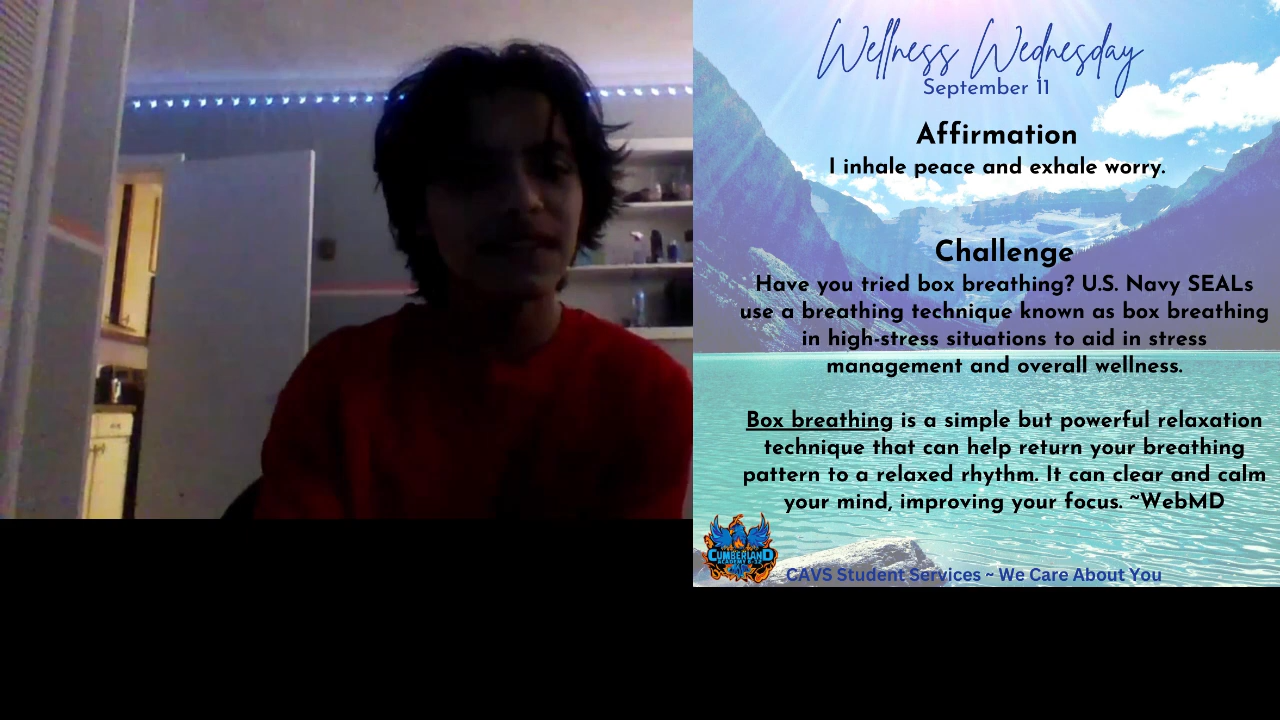 Wellness Wednesday
September 11
Affirmation
I inhale peace and exhale worry.
Challenge
Have you tried box breathing? U.S. Navy SEALs
use a breathing technique known as box breathing
in high-stress situations to aid in stress
management and overall wellness.
Box breathing is a simple but powerful relaxation
technique that can help return your breathing
pattern to a relaxed rhythm. It can clear and calm
your mind, improving your focus. ~WebMD
CUMBERLAND
ACADEMY 6-12
CAVS Student Services ~ We Care About You